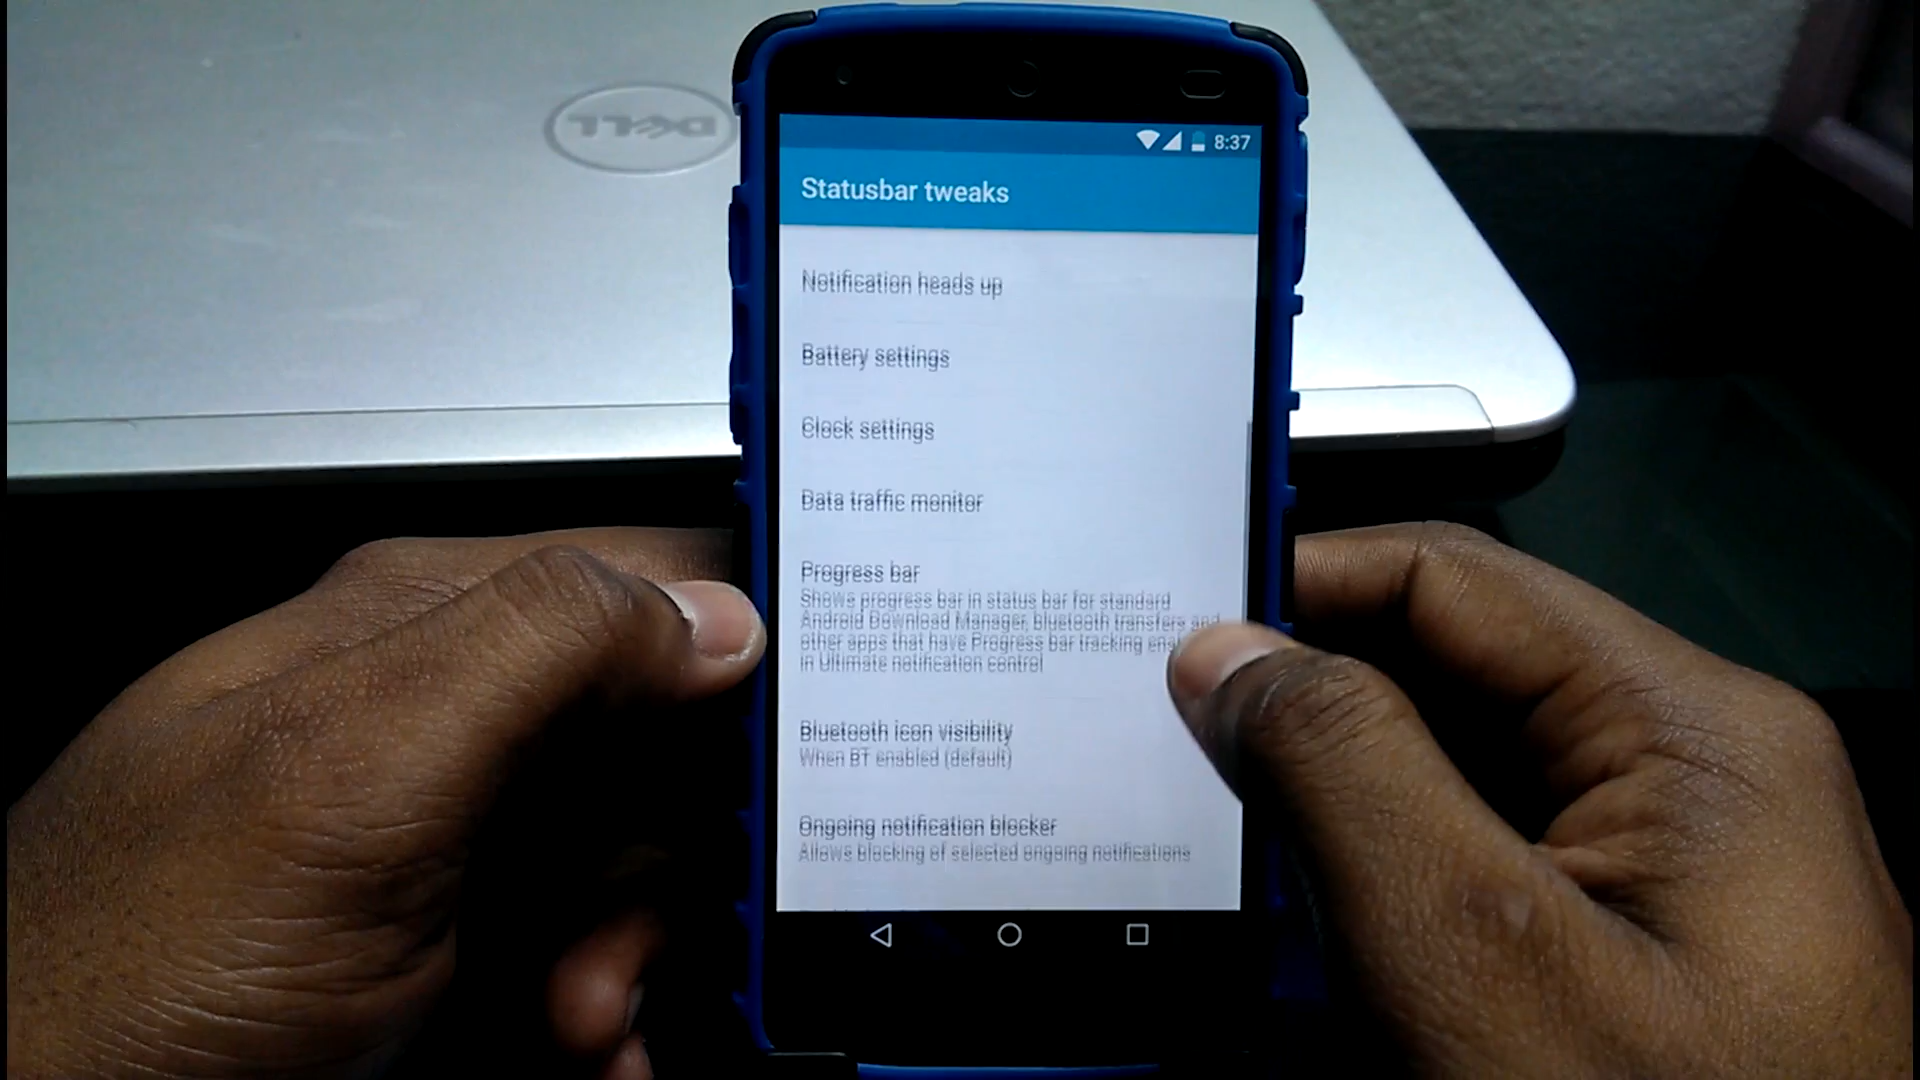 DELL
8:37
Statusbar tweaks
Notification heads up
Battery settings
Clock settings
Data traffic monitor
Progress bar
Shows progress bar in status bar for standard
Android Download Manager, bluetooth transfers and
other apps that have Progress bar tracking
in Ultimate notification control
Bluetooth icon visibility
When BT enabled (default)
Ongoing notification blocker
Allows blocking of selected ongoing notifications